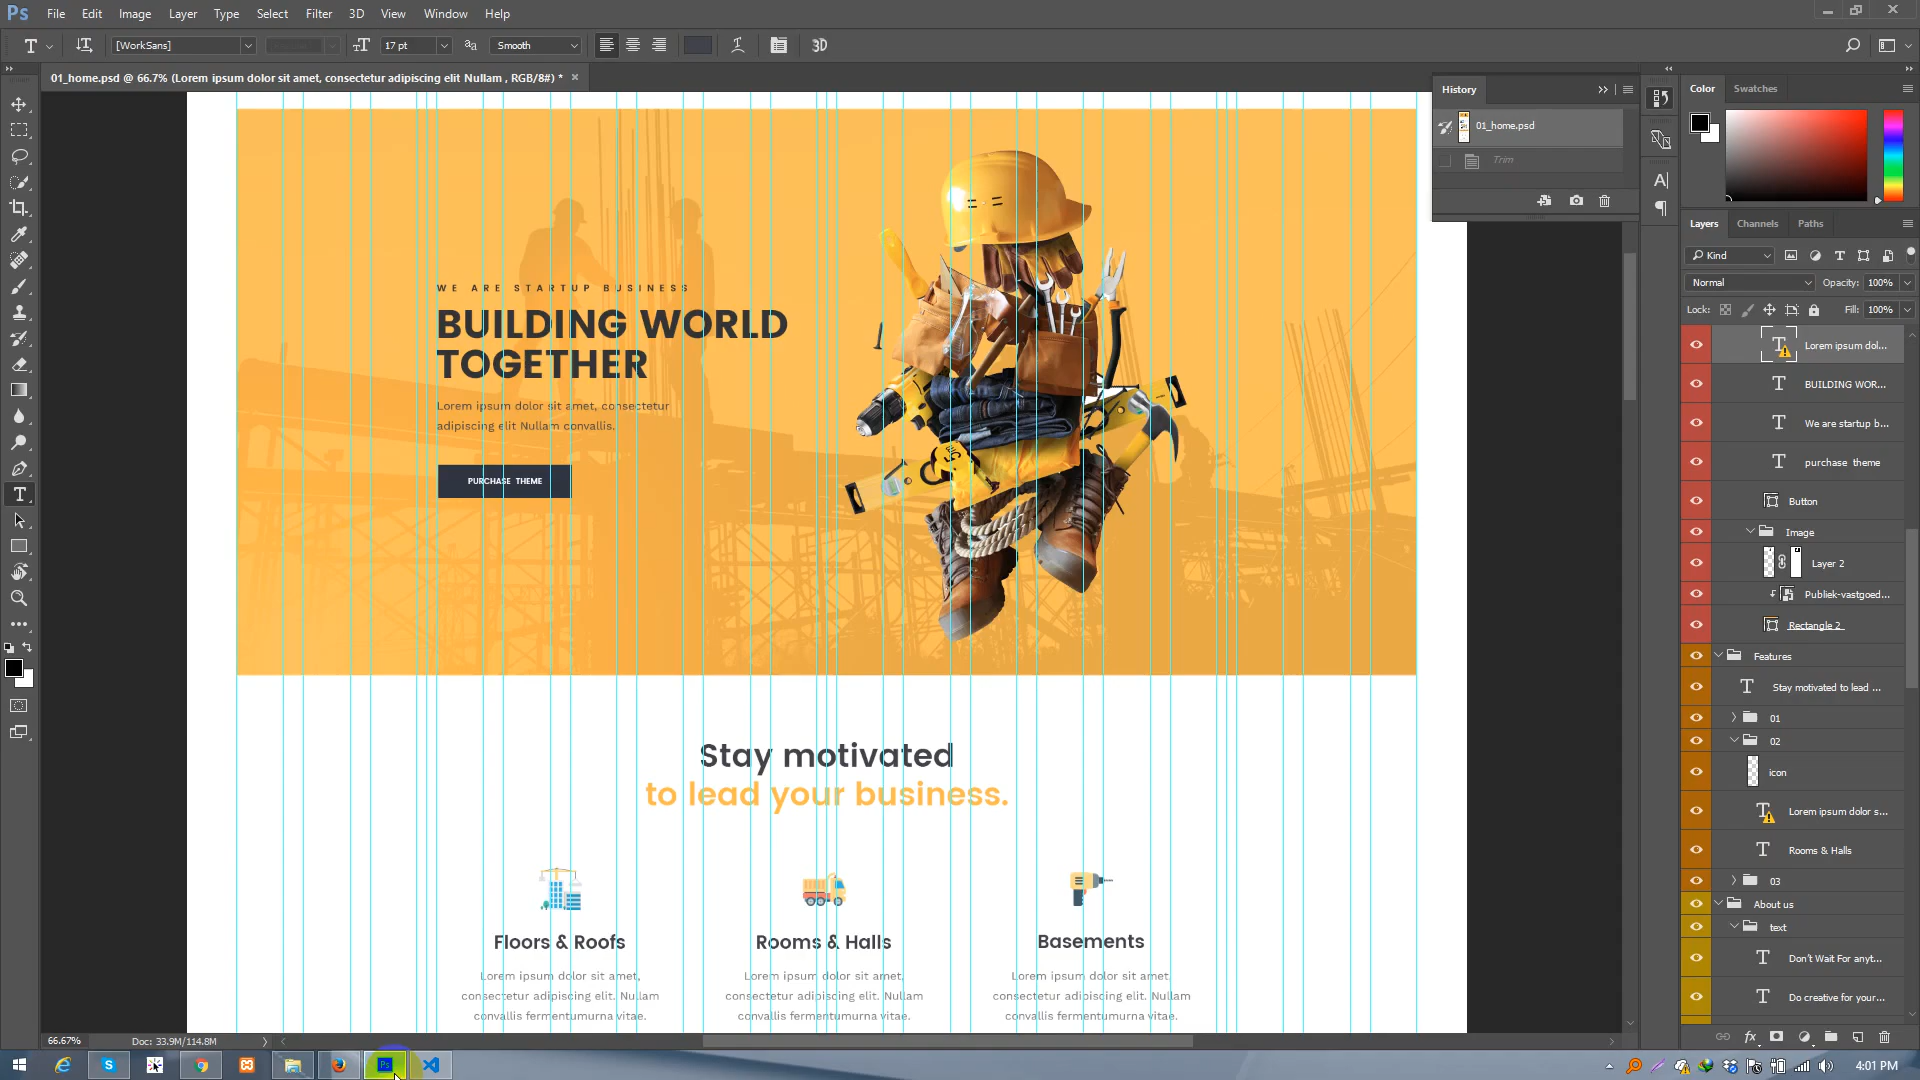 Ps File Edit Image Layer Type Select Filter 3D View Window Help
T [WorkSans] 17 pt aa Smooth 3D
01_home.psd @ 66.7% (Lorem ipsum dolor sit amet, consectetur adipiscing elit Nullam , RGB/8#) * ×
WE ARE STARTUP BUSINESS
BUILDING WORLD
TOGETHER
Lorem ipsum dolor sit amet, consectetur
adipiscing elit Nullam convallis.
PURCHASE THEME
Stay motivated
to lead your business.
Floors & Roofs
Lorem ipsum dolor sit amet,
consectetur adipiscing elit. Nullam
convallis fermentumurna vitae.
Rooms & Halls
Lorem ipsum dolor sit amet,
consectetur adipiscing elit. Nullam
convallis fermentumurna vitae.
Basements
Lorem ipsum dolor sit amet,
consectetur adipiscing elit. Nullam
convallis fermentumurna vitae.
History
01_home.psd
Trim
Color Swatches
Layers Channels Paths
Kind
Normal Opacity: 100%
Lock: Fill: 100%
Lorem ipsum dol...
BUILDING WOR...
We are startup b...
purchase theme
Button
Image
Layer 2
Publiek-vastgoed...
Rectangle 2
Features
Stay motivated to lead ...
01
02
icon
Lorem ipsum dolor s...
Rooms & Halls
03
About us
text
Don't Wait For anyt...
Do creative for your...
66.67% Doc: 33.9M/114.8M
4:01 PM